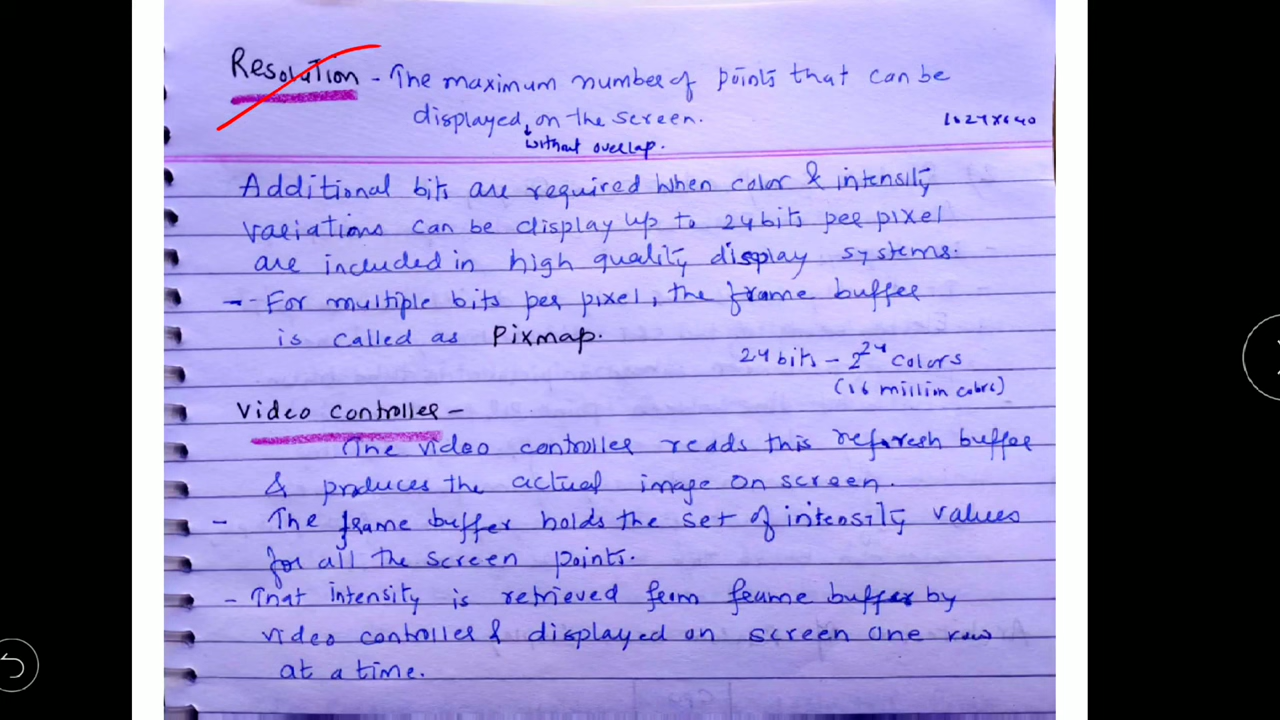 Resolution - The maximum number of points that can be
displayed on the screen.
without overlap.
1024x640
Additional bits are required when color & intensity
variations can be display up to 24 bits per pixel
are included in high quality display systems.
- - For multiple bits per pixel, the frame buffer
is called as Pixmap.
24 bits - 2^24 colors
(16 million colors)
Video Controller -
The video controller reads this referesh buffer
& produces the actual image on screen.
- The frame buffer holds the set of intensity values
for all the screen points.
- That intensity is retrieved from frame buffer by
video controller & displayed on screen one row
at a time.